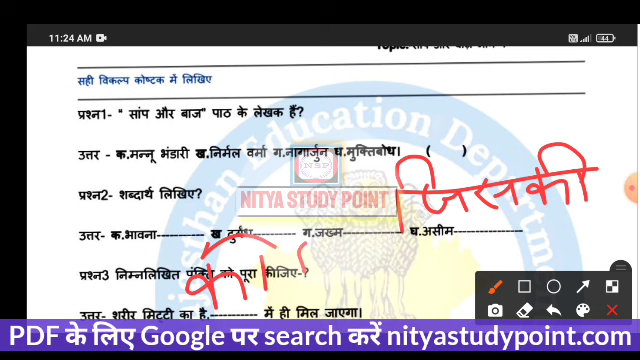 11:24 AM
44
सही विकल्प कोष्टक में लिखिए
प्रश्न1- “ सांप और बाज" पाठ के लेखक हैं?
उत्तर - क.मन्नू भंडारी ख.निर्मल वर्मा ग.नागार्जुन घ.मुक्तिबोध। ( )
NSP
प्रश्न2- शब्दार्थ लिखिए?
NITYA STUDY POINT
जिसकी
उत्तर- क.भावना----------- ख दुर्गंध---------- ग.जख्म-------------- घ.असीम----------------
प्रश्न3 निम्नलिखित पंक्ति को पूरा कीजिए-?
उत्तर- शरीर मिट्टी का है.----------- में ही मिल जाएगा।
PDF के लिए Google पर search करें nityastudypoint.com